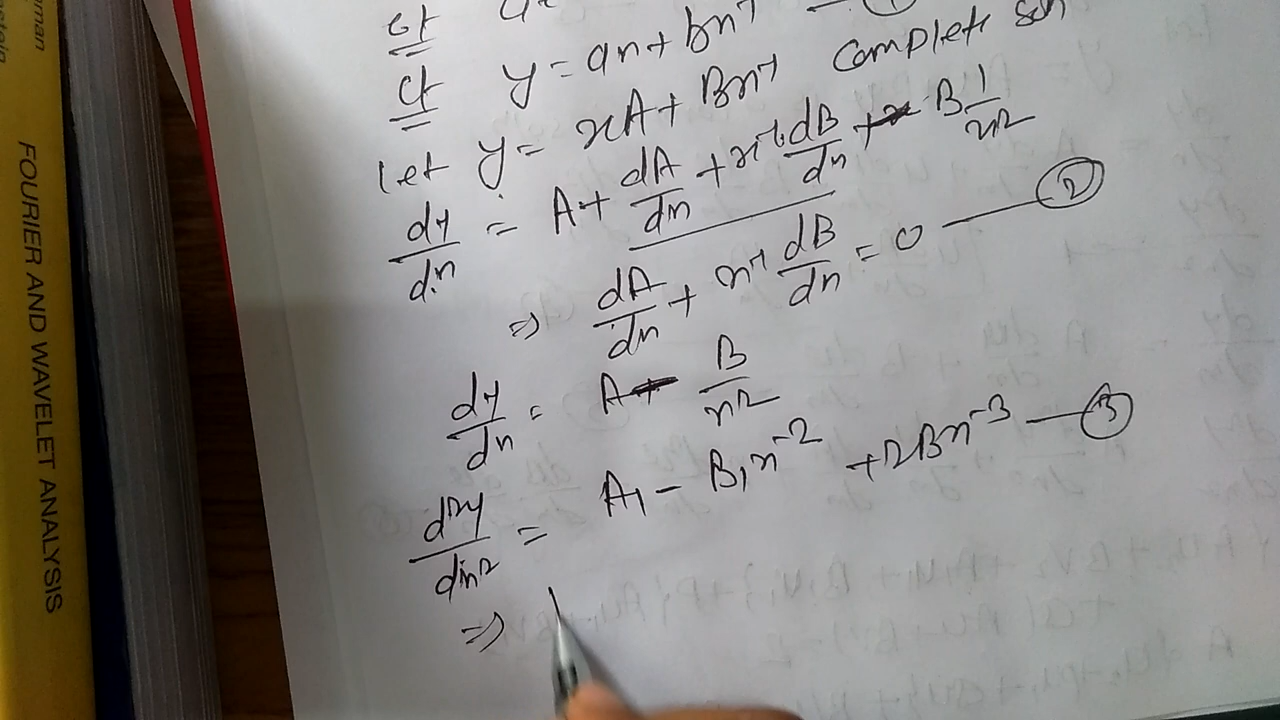 FOURIER AND WAVELET ANALYSIS
y = ax + bx⁻¹ — ①
let y = xA + Bx⁻¹ complete
dy/dx = A + dA/dx + x⁻¹ dB/dx + B 1/x²
⇒ dA/dx + x⁻¹ dB/dx = 0 — ②
dy/dx = A - B/x²
d²y/dx² = A₁ - B₁x⁻² + 2Bx⁻³ — ③
⇒